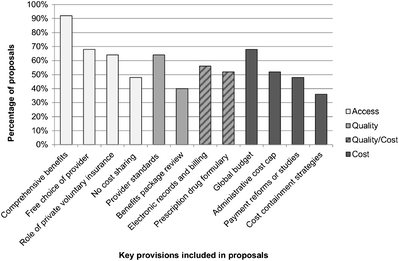 100%
90%
80%
70%
60%
50%
40%
30%
20%
10%
0%
Percentage of proposals
Comprehensive benefits
Free choice of provider
Role of private voluntary insurance
No cost sharing
Provider standards
Benefits package review
Electronic records and billing
Prescription drug formulary
Global budget
Administrative cost cap
Payment reforms or studies
Cost containment strategies
Access
Quality
Quality/Cost
Cost
Key provisions included in proposals